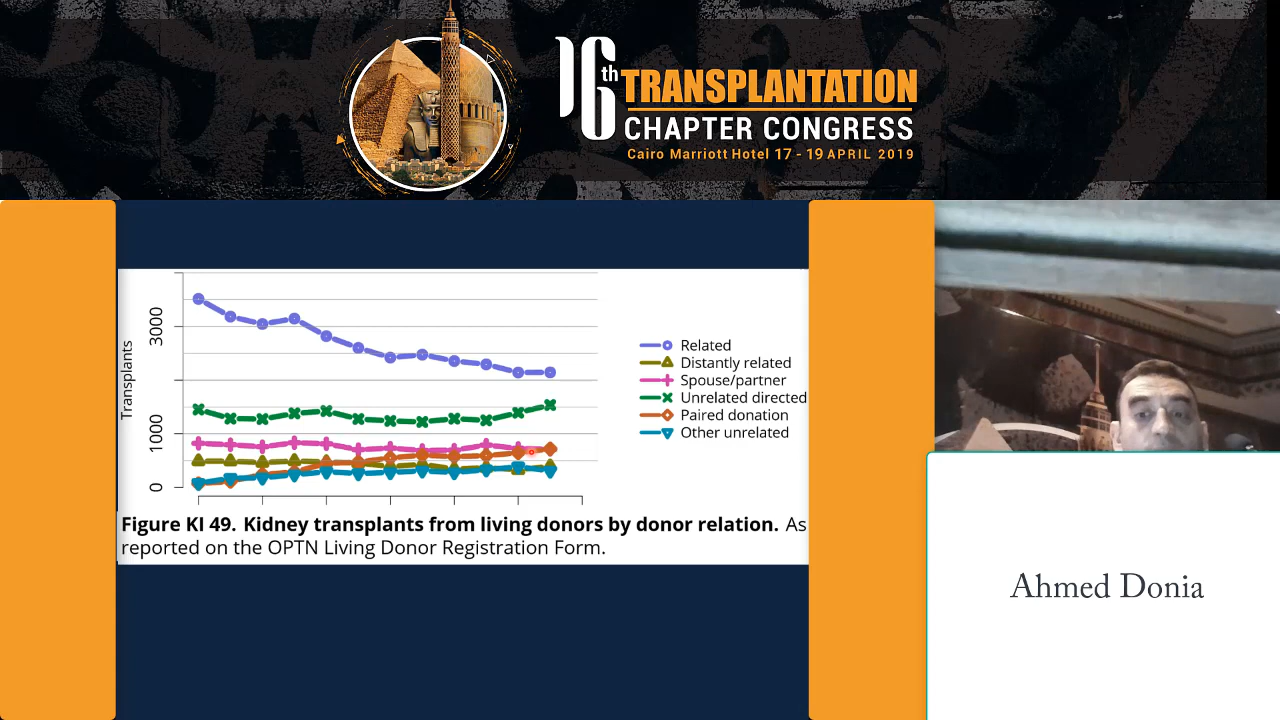 16th TRANSPLANTATION
CHAPTER CONGRESS
Cairo Marriott Hotel 17 - 19 APRIL 2019
3000
1000
0
Transplants
Related
Distantly related
Spouse/partner
Unrelated directed
Paired donation
Other unrelated
Figure KI 49. Kidney transplants from living donors by donor relation. As
reported on the OPTN Living Donor Registration Form.
Ahmed Donia